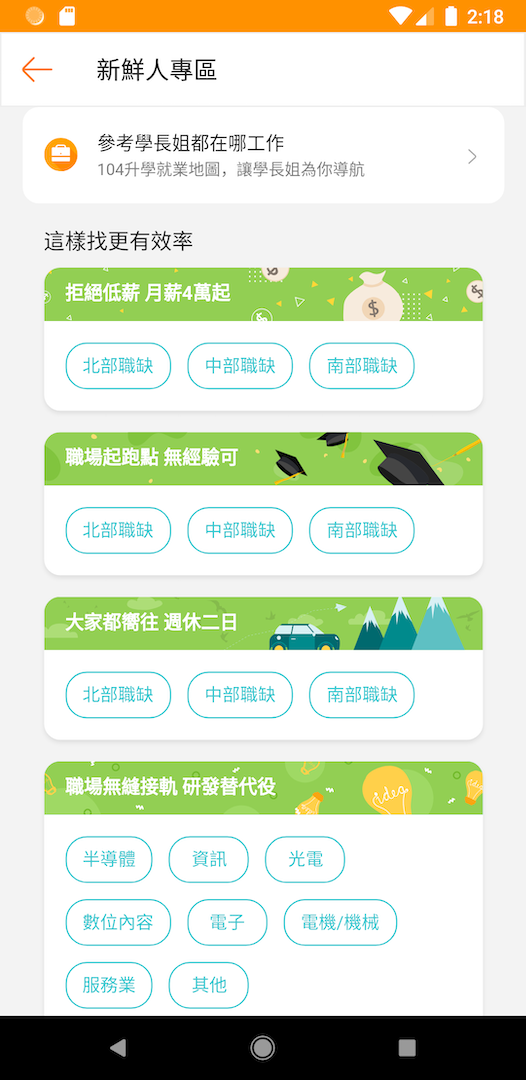 2:18
新鮮人專區
參考學長姐都在哪工作
104升學就業地圖，讓學長姐為你導航
這樣找更有效率
拒絕低薪 月薪4萬起
北部職缺 中部職缺 南部職缺
職場起跑點 無經驗可
北部職缺 中部職缺 南部職缺
大家都嚮往 週休二日
北部職缺 中部職缺 南部職缺
職場無縫接軌 研發替代役
Idea
半導體 資訊 光電
數位內容 電子 電機/機械
服務業 其他